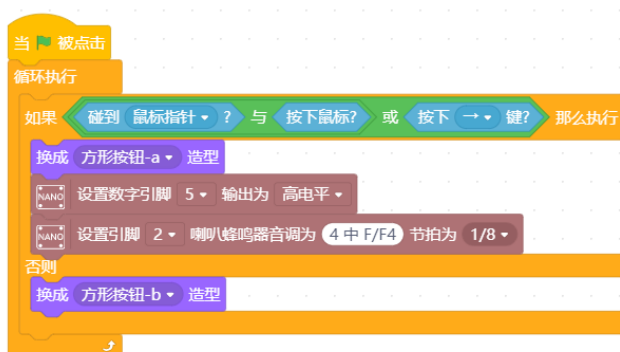 当 被点击
循环执行
如果 碰到 鼠标指针 ? 与 按下鼠标? 或 按下 → 键? 那么执行
换成 方形按钮-a 造型
NANO 设置数字引脚 5 输出为 高电平
NANO 设置引脚 2 喇叭蜂鸣器音调为 4 中 F/F4 节拍为 1/8
否则
换成 方形按钮-b 造型